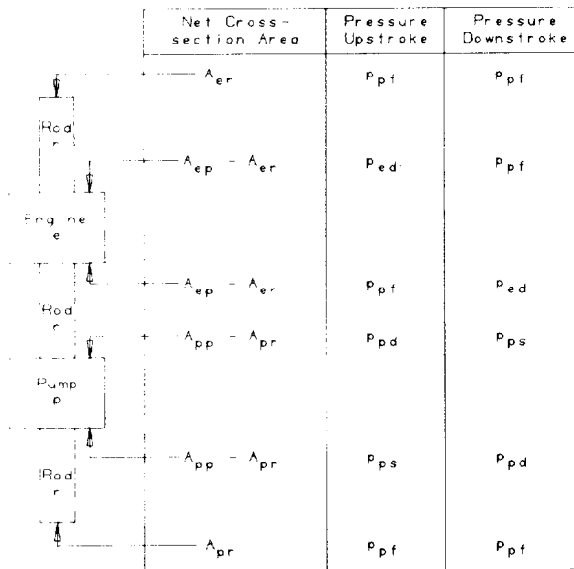 Net Cross-section Area | Pressure Upstroke | Pressure Downstroke
A_er | p_pf | p_pf
Rod r
A_ep - A_er | p_ed | p_pf
Engine e
A_ep - A_er | p_pf | p_ed
Rod r
A_pp - A_pr | p_pd | p_ps
Pump p
A_pp - A_pr | p_ps | p_pd
Rod r
A_pr | p_pf | p_pf